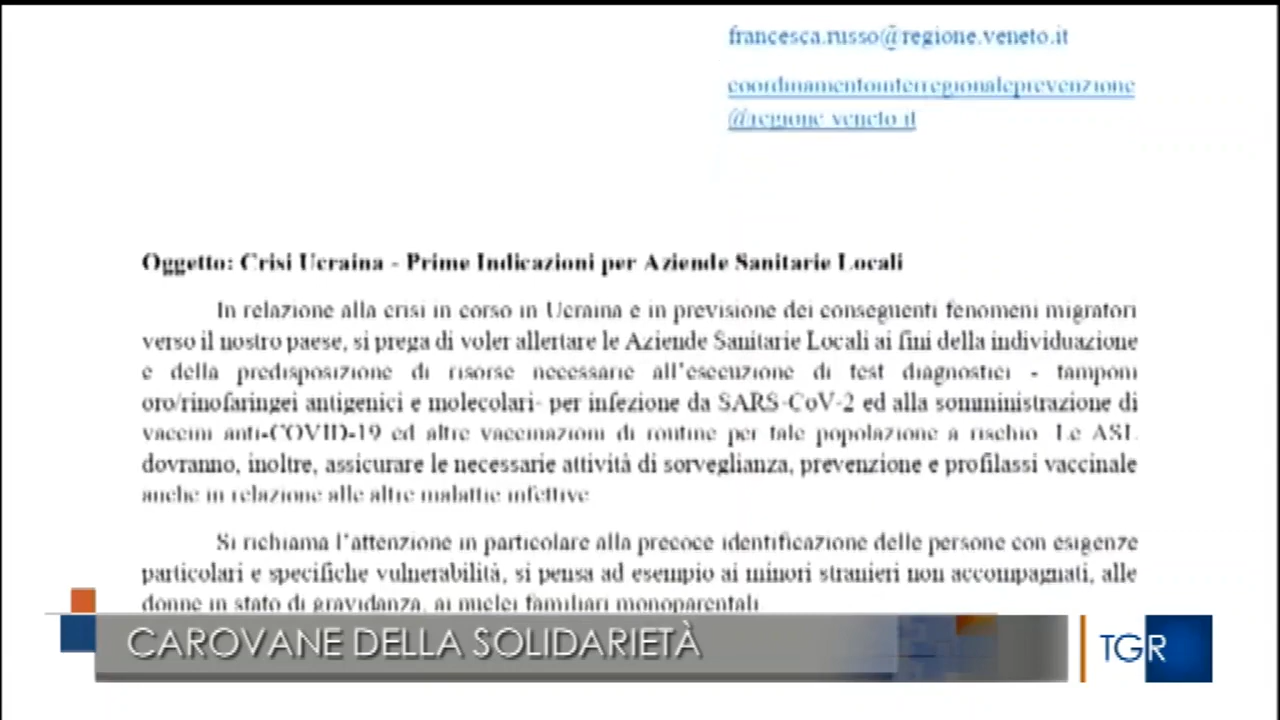 francesca.russo@regione.veneto.it
coordinamentointerregionaleprevenzione
@regione.veneto.it
Oggetto: Crisi Ucraina - Prime Indicazioni per Aziende Sanitarie Locali
In relazione alla crisi in corso in Ucraina e in previsione dei conseguenti fenomeni migratori
verso il nostro paese, si prega di voler allertare le Aziende Sanitarie Locali ai fini della individuazione
e della predisposizione di risorse necessarie all'esecuzione di test diagnostici - tamponi
oro/rinofaringei antigenici e molecolari- per infezione da SARS-CoV-2 ed alla somministrazione di
vaccini anti-COVID-19 ed altre vaccinazioni di routine per tale popolazione a rischio. Le ASL
dovranno, inoltre, assicurare le necessarie attività di sorveglianza, prevenzione e profilassi vaccinale
anche in relazione alle altre malattie infettive
Si richiama l'attenzione in particolare alla precoce identificazione delle persone con esigenze
particolari e specifiche vulnerabilità, si pensa ad esempio ai minori stranieri non accompagnati, alle
donne in stato di gravidanza, ai nuclei familiari monoparentali
CAROVANE DELLA SOLIDARIETÀ
TGR